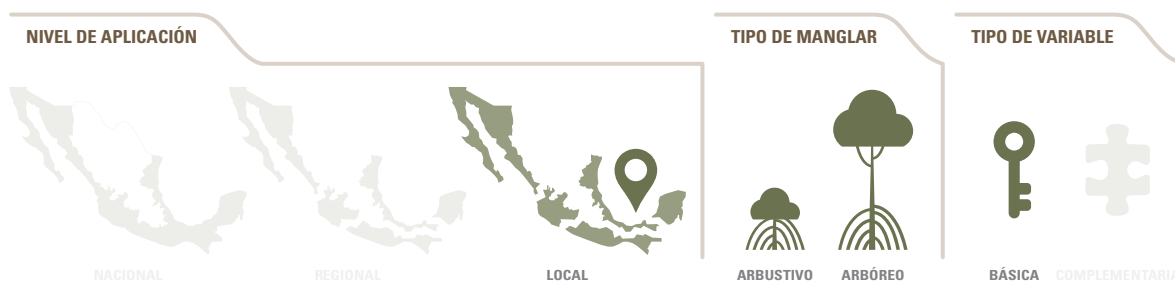 NIVEL DE APLICACIÓN
TIPO DE MANGLAR
TIPO DE VARIABLE
NACIONAL
REGIONAL
LOCAL
ARBUSTIVO
ARBÓREO
BÁSICA
COMPLEMENTARIA